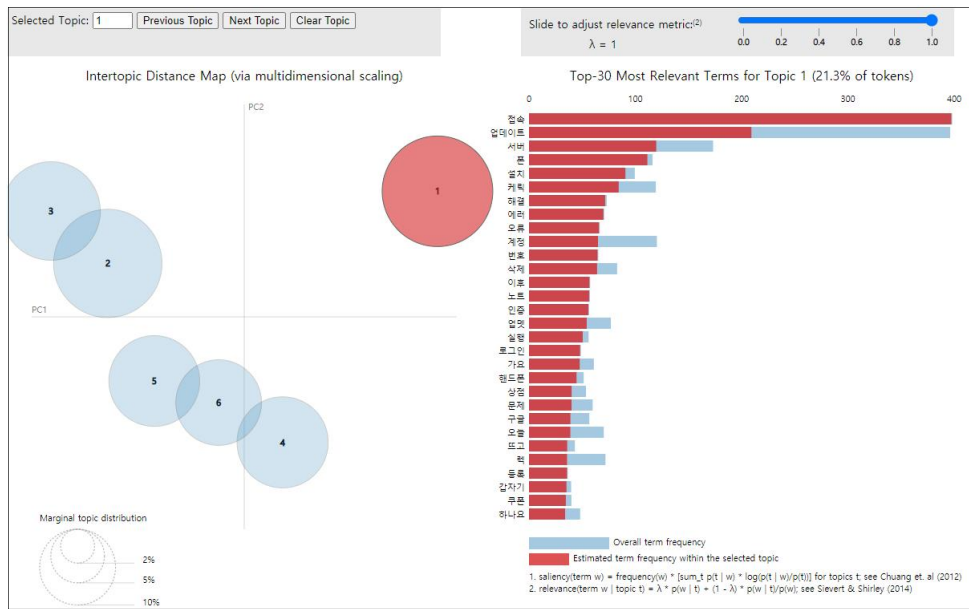 Selected Topic: 1 Previous Topic Next Topic Clear Topic
Slide to adjust relevance metric:(2)
λ = 1
0.0 0.2 0.4 0.6 0.8 1.0
Intertopic Distance Map (via multidimensional scaling)
PC2
PC1
1
3
2
5
6
4
Marginal topic distribution
2%
5%
10%
Top-30 Most Relevant Terms for Topic 1 (21.3% of tokens)
0 100 200 300 400
접속
업데이트
서버
폰
설치
케릭
해결
에러
오류
계정
번호
삭제
이후
노트
인증
업뎃
실행
로그인
가요
핸드폰
상점
문제
구글
오늘
뜨고
렉
등록
갑자기
쿠폰
하나요
Overall term frequency
Estimated term frequency within the selected topic
1. saliency(term w) = frequency(w) * [sum_t p(t | w) * log(p(t | w)/p(t))] for topics t; see Chuang et. al (2012)
2. relevance(term w | topic t) = λ * p(w | t) + (1 - λ) * p(w | t)/p(w); see Sievert & Shirley (2014)